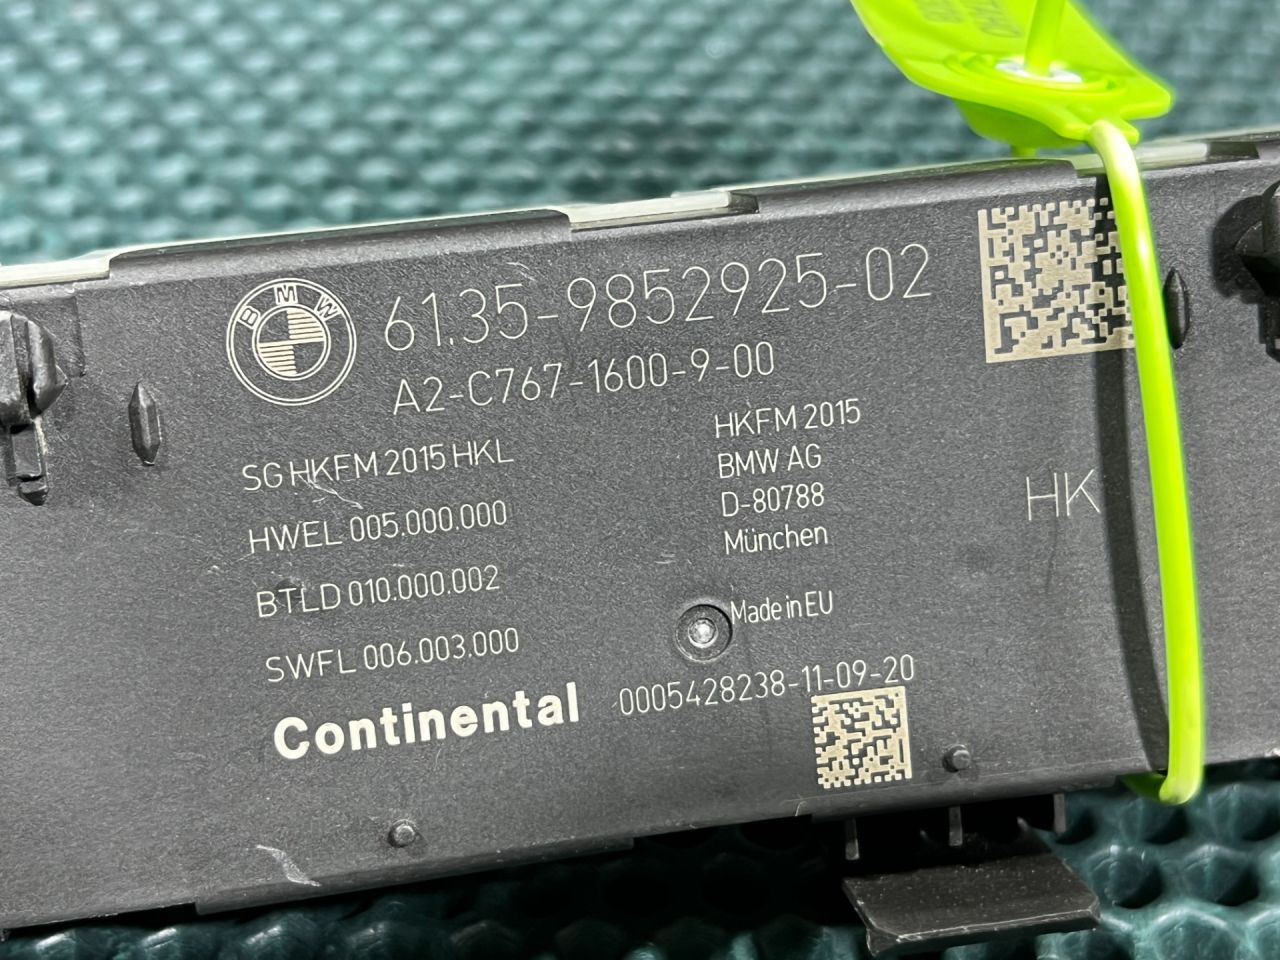 BMW
61.35-9852925-02
A2-C767-1600-9-00
SG HKFM 2015 HKL
HWEL 005.000.000
BTLD 010.000.002
SWFL 006.003.000
Continental
HKFM 2015
BMW AG
D-80788
München
Made in EU
0005428238-11-09-20
HK